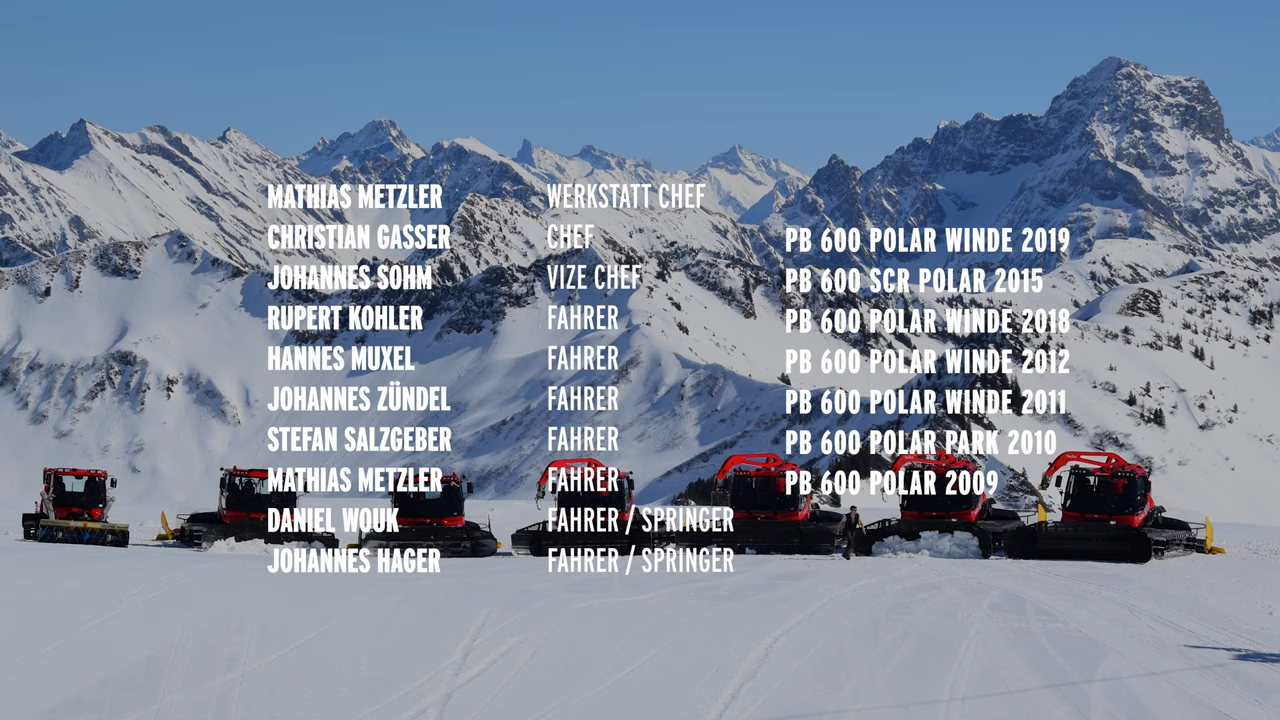 MATHIAS METZLER WERKSTATT CHEF
CHRISTIAN GASSER CHEF PB 600 POLAR WINDE 2019
JOHANNES SOHM VIZE CHEF PB 600 SCR POLAR 2015
RUPERT KOHLER FAHRER PB 600 POLAR WINDE 2018
HANNES MUXEL FAHRER PB 600 POLAR WINDE 2012
JOHANNES ZÜNDEL FAHRER PB 600 POLAR WINDE 2011
STEFAN SALZGEBER FAHRER PB 600 POLAR PARK 2010
MATHIAS METZLER FAHRER PB 600 POLAR 2009
DANIEL WOUK FAHRER / SPRINGER
JOHANNES HAGER FAHRER / SPRINGER